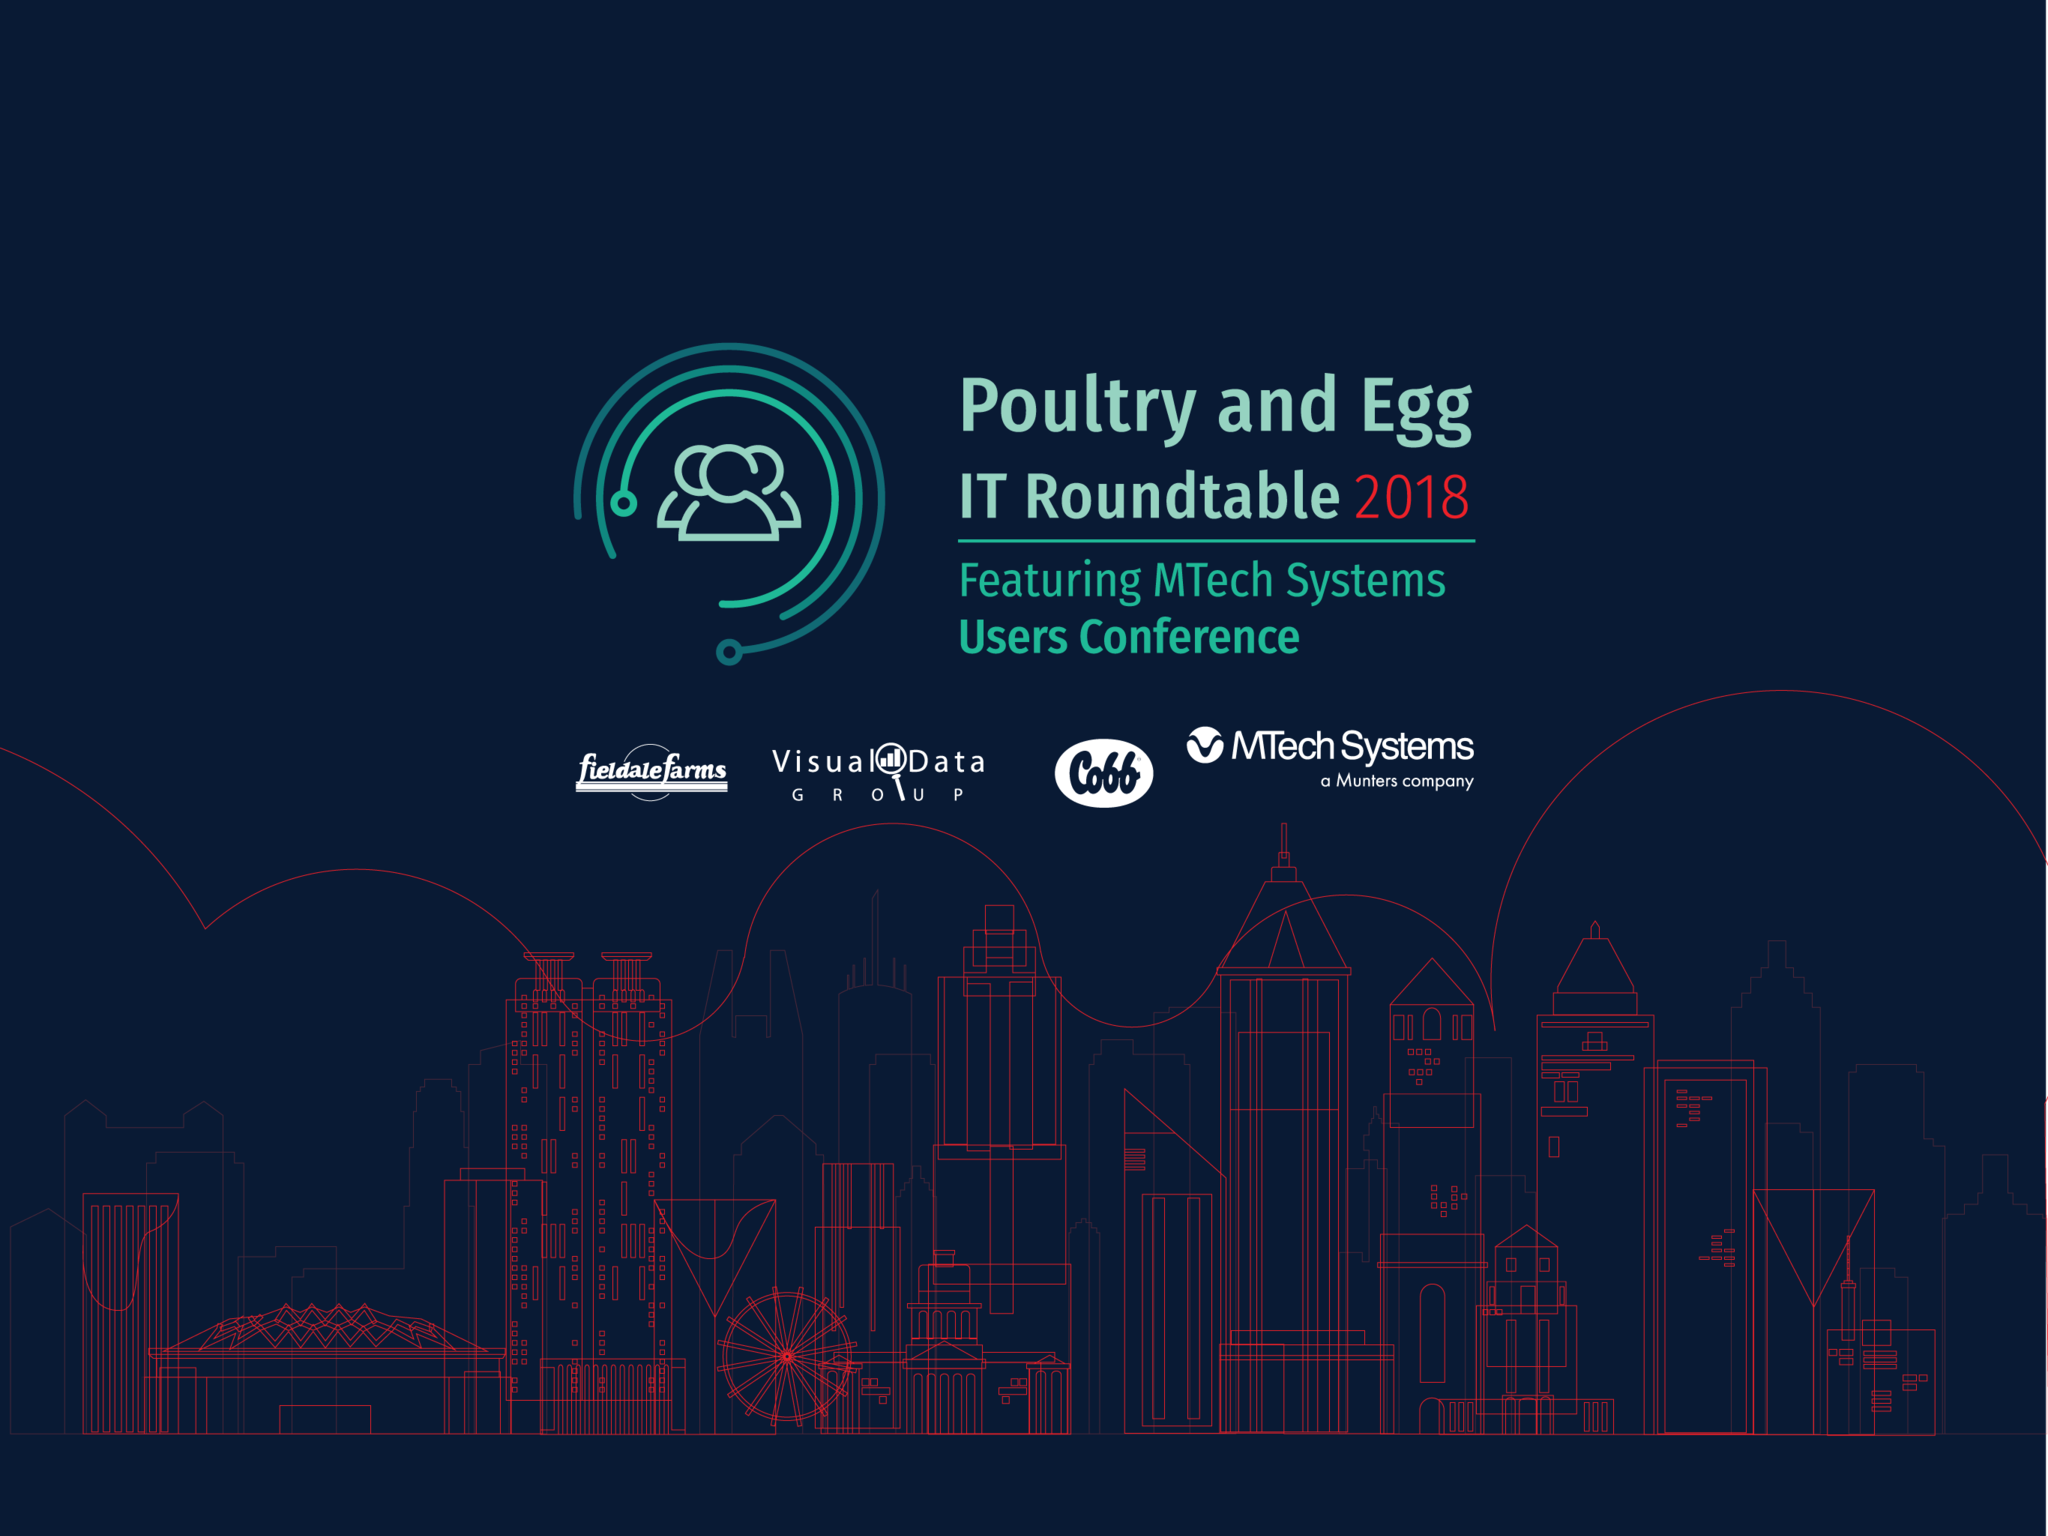 Poultry and Egg
IT Roundtable 2018
Featuring MTech Systems
Users Conference
fieldale farms
Visual Data
GROUP
Cobb
MTech Systems
a Munters company